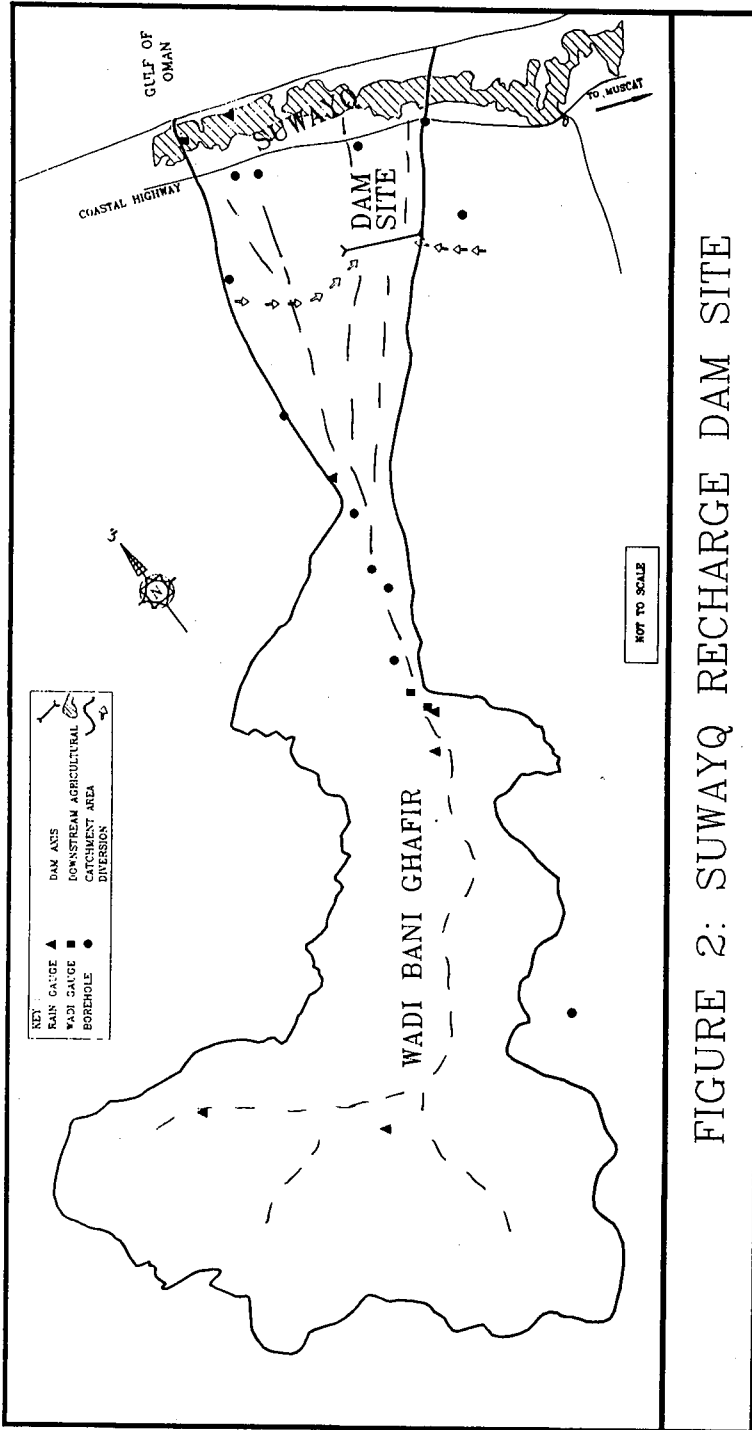 GULF OF
OMAN
SUWAYQ
COASTAL HIGHWAY
TO MUSCAT
DAM
SITE
N
WADI BANI GHAFIR
KEY
RAIN GAUGE
WADI GAUGE
BOREHOLE
DAM AXIS
DOWNSTREAM AGRICULTURAL
CATCHMENT AREA
DIVERSION
NOT TO SCALE
FIGURE 2: SUWAYQ RECHARGE DAM SITE